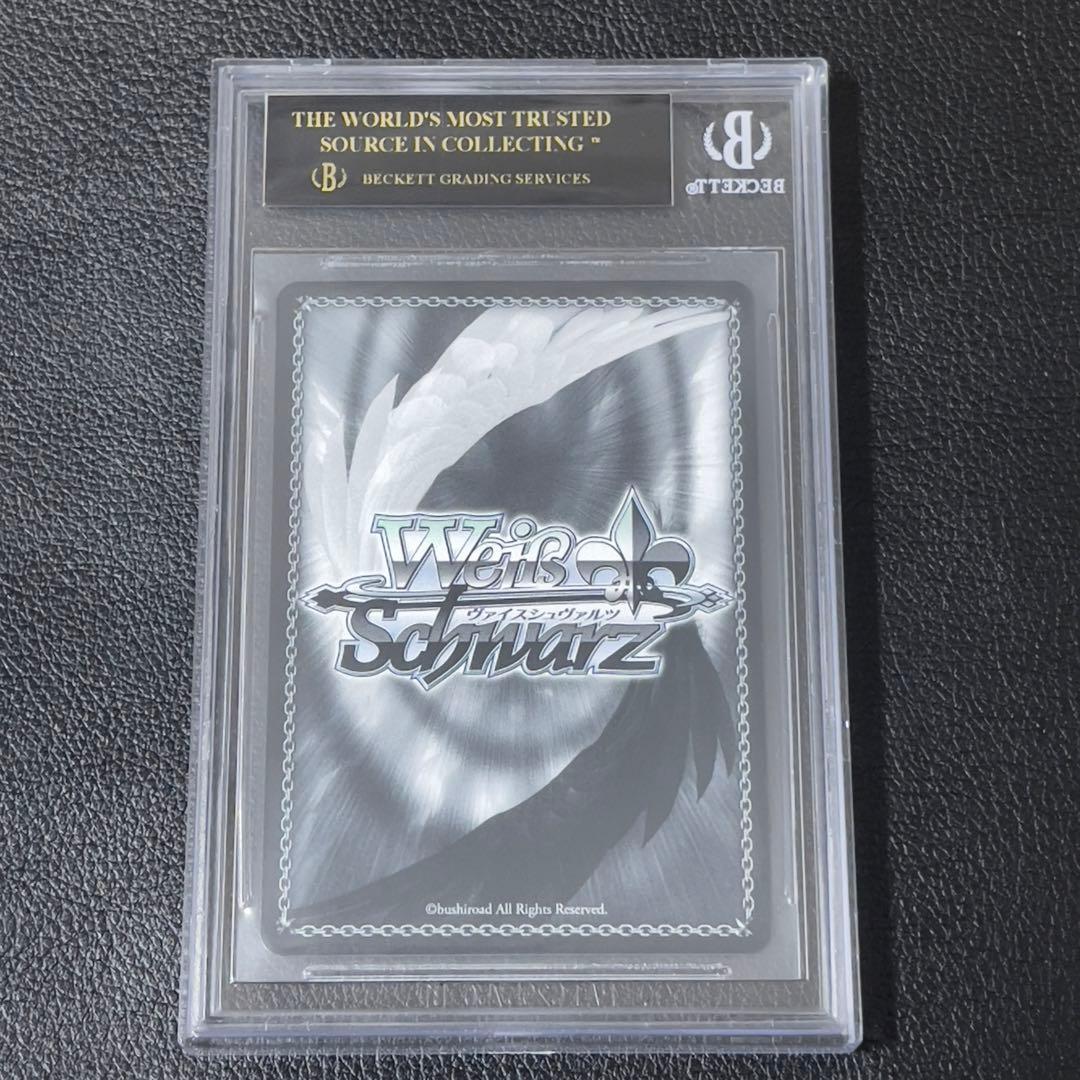 THE WORLD'S MOST TRUSTED
SOURCE IN COLLECTING ™
B BECKETT GRADING SERVICES
B
BECKETT®
Weiß
ヴァイスシュヴァルツ
Schwarz
©bushiroad All Rights Reserved.